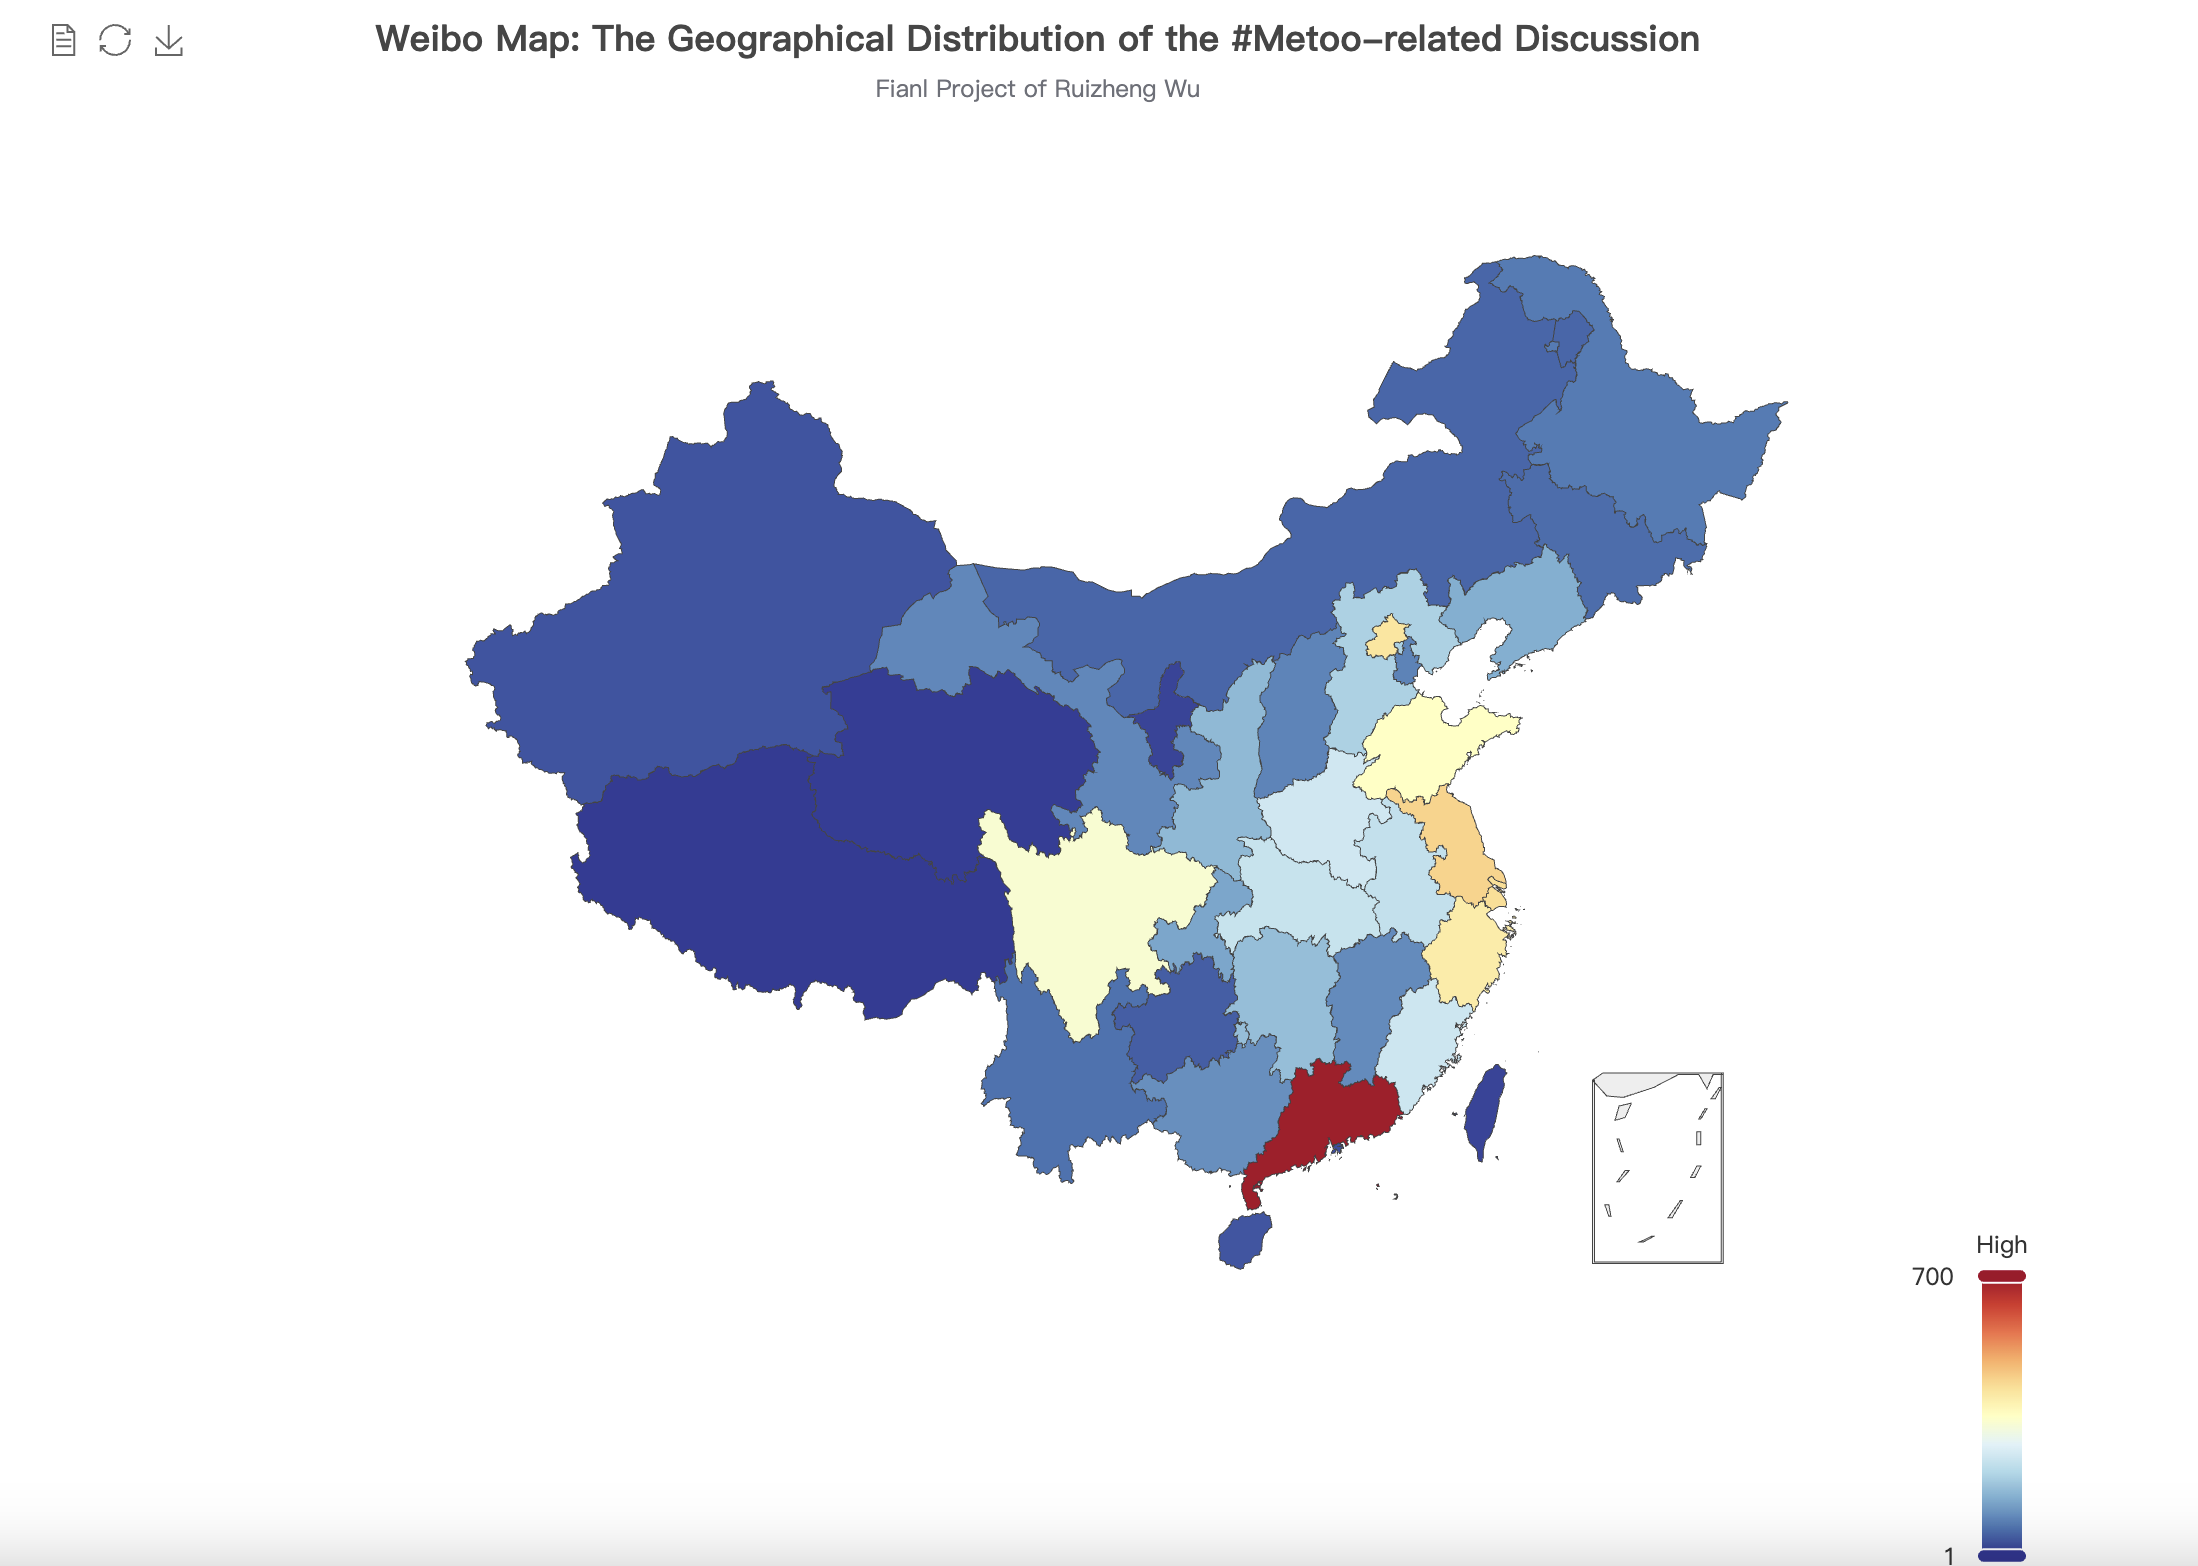 Weibo Map: The Geographical Distribution of the #Metoo-related Discussion
Fianl Project of Ruizheng Wu
High
700
1